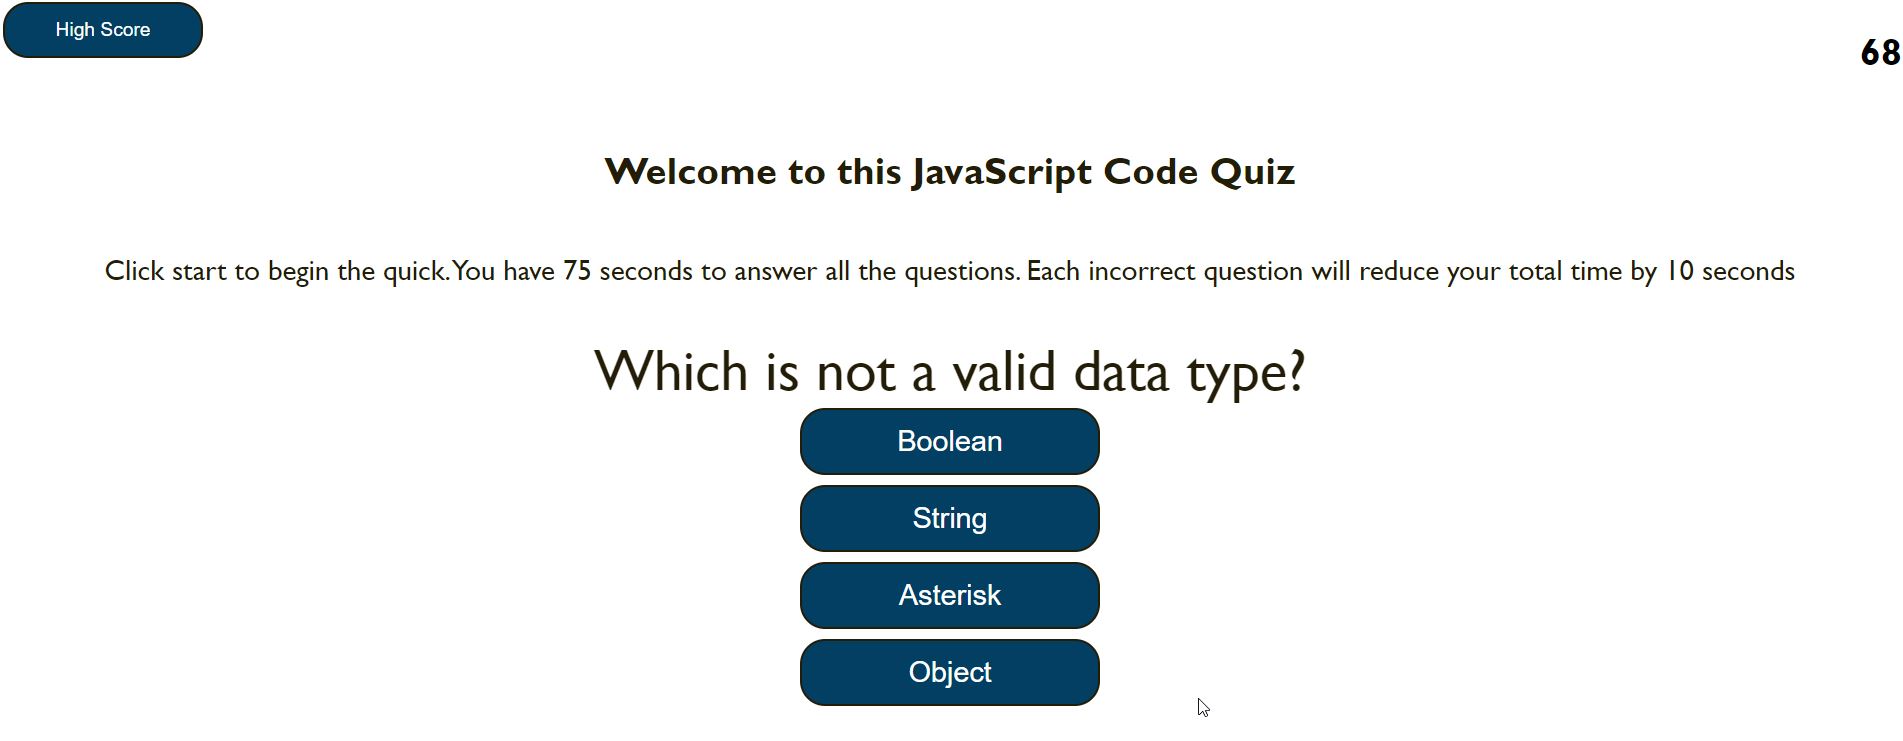 High Score
68
Welcome to this JavaScript Code Quiz
Click start to begin the quick. You have 75 seconds to answer all the questions. Each incorrect question will reduce your total time by 10 seconds
Which is not a valid data type?
Boolean
String
Asterisk
Object